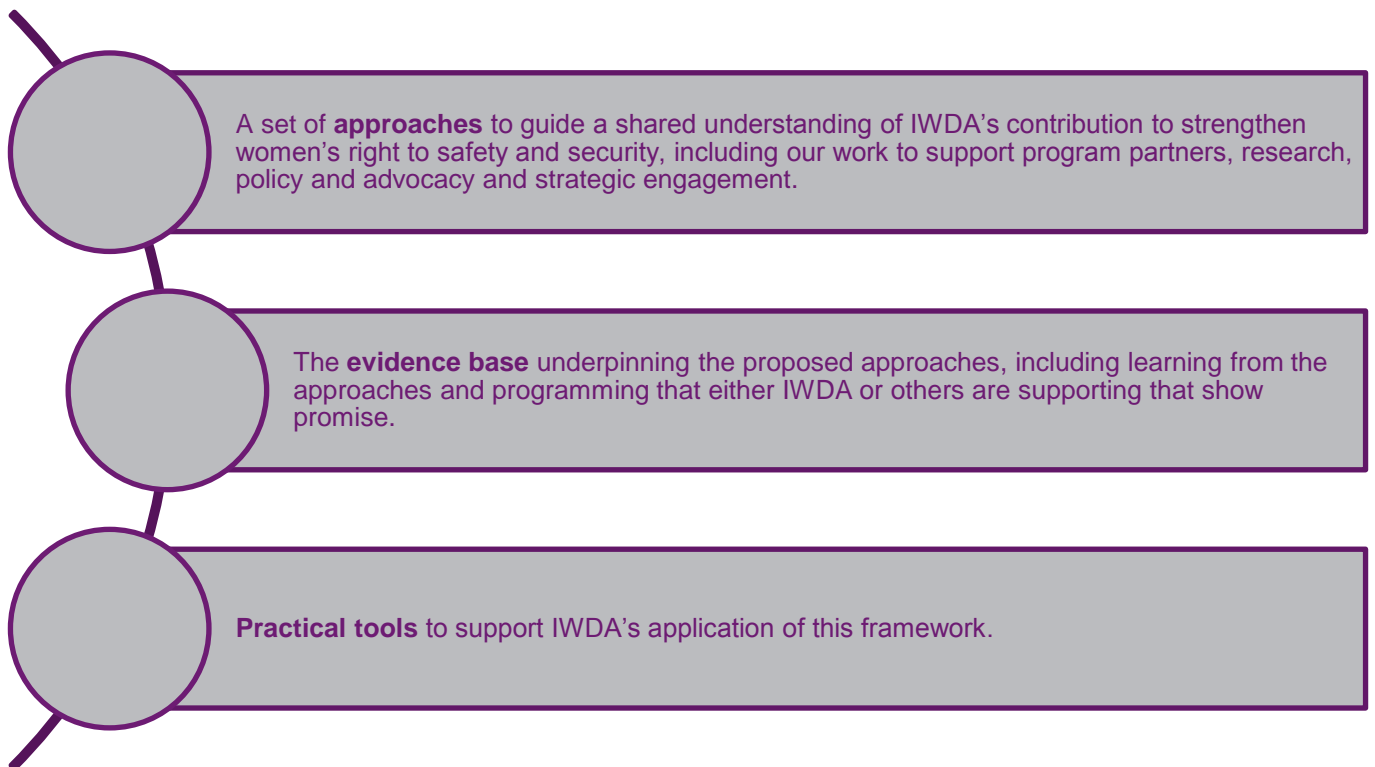 A set of approaches to guide a shared understanding of IWDA’s contribution to strengthen
women’s right to safety and security, including our work to support program partners, research,
policy and advocacy and strategic engagement.
The evidence base underpinning the proposed approaches, including learning from the
approaches and programming that either IWDA or others are supporting that show
promise.
Practical tools to support IWDA’s application of this framework.